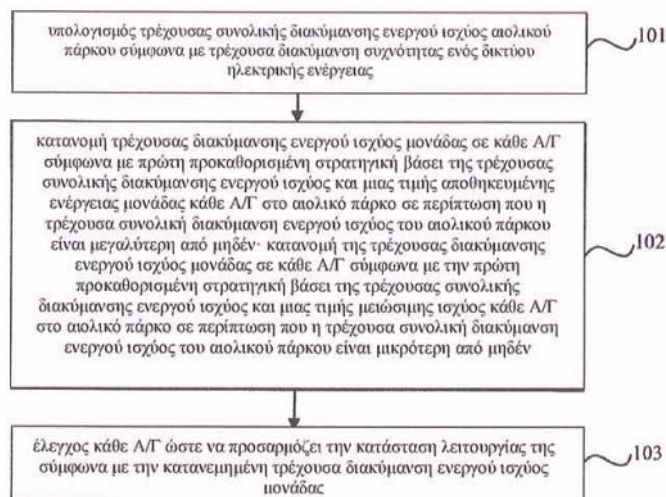 υπολογισμός τρέχουσας συνολικής διακύμανσης ενεργού ισχύος αιολικού
πάρκου σύμφωνα με τρέχουσα διακύμανση συχνότητας ενός δικτύου
ηλεκτρικής ενέργειας
101
κατανομή τρέχουσας διακύμανσης ενεργού ισχύος μονάδας σε κάθε Α/Γ
σύμφωνα με πρώτη προκαθορισμένη στρατηγική βάσει της τρέχουσας
συνολικής διακύμανσης ενεργού ισχύος και μιας τιμής αποθηκευμένης
ενέργειας μονάδας κάθε Α/Γ στο αιολικό πάρκο σε περίπτωση που η
τρέχουσα συνολική διακύμανση ενεργού ισχύος του αιολικού πάρκου
είναι μεγαλύτερη από μηδέν· κατανομή της τρέχουσας διακύμανσης
ενεργού ισχύος μονάδας σε κάθε Α/Γ σύμφωνα με την πρώτη
προκαθορισμένη στρατηγική βάσει της τρέχουσας συνολικής
διακύμανσης ενεργού ισχύος και μιας τιμής μειώσιμης ισχύος κάθε Α/Γ
στο αιολικό πάρκο σε περίπτωση που η τρέχουσα συνολική διακύμανση
ενεργού ισχύος του αιολικού πάρκου είναι μικρότερη από μηδέν
102
έλεγχος κάθε Α/Γ ώστε να προσαρμόζει την κατάσταση λειτουργίας της
σύμφωνα με την κατανεμημένη τρέχουσα διακύμανση ενεργού ισχύος
μονάδας
103